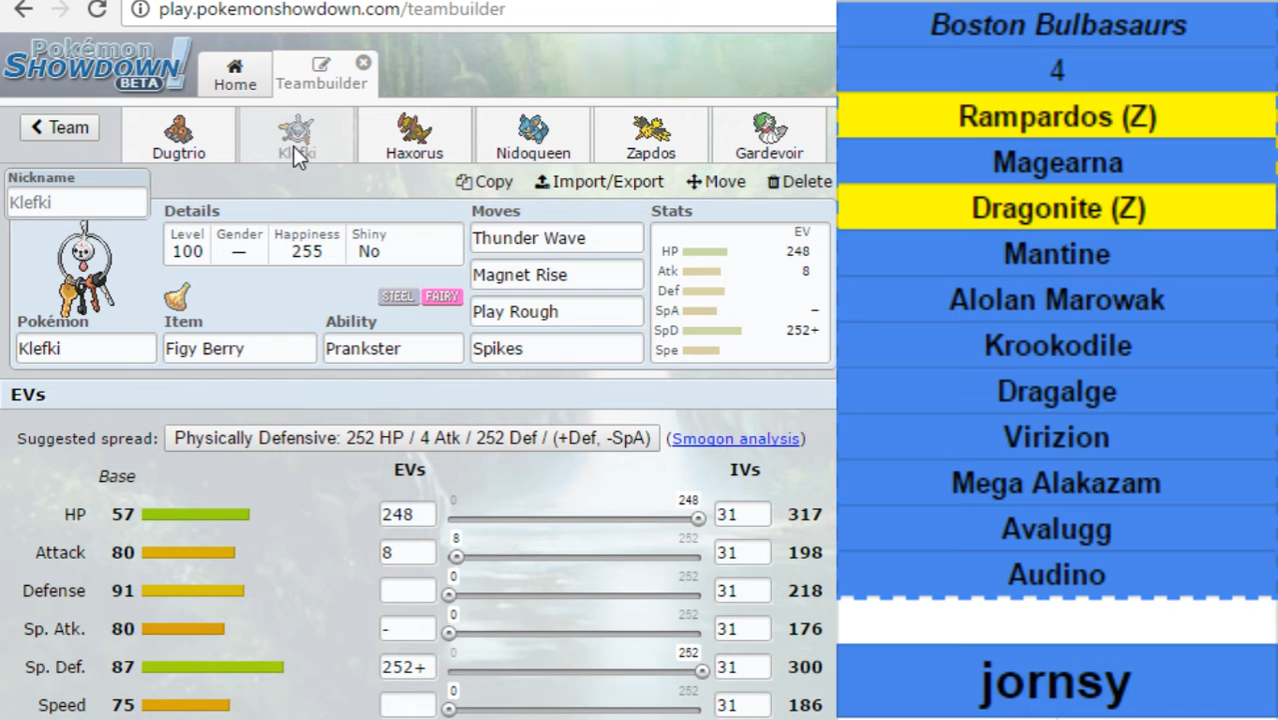 play.pokemonshowdown.com/teambuilder
Pokémon
Showdown!
BETA
Home
Teambuilder
Team
Dugtrio
Klefki
Haxorus
Nidoqueen
Zapdos
Gardevoir
Copy Import/Export Move Delete
Nickname
Klefki
Details
Level Gender Happiness Shiny
100 — 255 No
STEEL FAIRY
Pokémon Item Ability
Klefki Figy Berry Prankster
Moves
Thunder Wave
Magnet Rise
Play Rough
Spikes
Stats
EV
HP 248
Atk 8
Def
SpA –
SpD 252+
Spe
EVs
Suggested spread: Physically Defensive: 252 HP / 4 Atk / 252 Def / (+Def, -SpA) (Smogon analysis)
Base EVs IVs
HP 57 248 0 248 31 317
Attack 80 8 8 252 31 198
Defense 91 0 252 31 218
Sp. Atk. 80 - 0 252 31 176
Sp. Def. 87 252+ 0 252 31 300
Speed 75 0 252 31 186
Boston Bulbasaurs
4
Rampardos (Z)
Magearna
Dragonite (Z)
Mantine
Alolan Marowak
Krookodile
Dragalge
Virizion
Mega Alakazam
Avalugg
Audino
jornsy